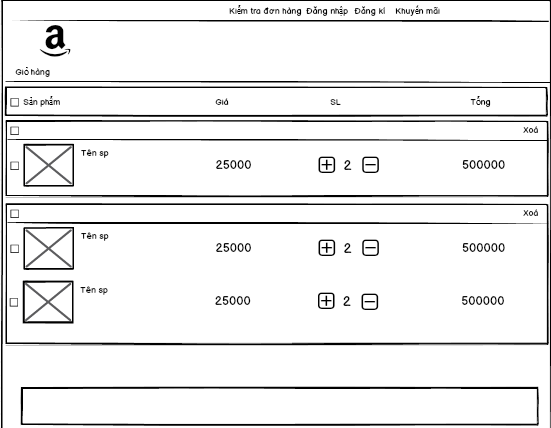 Kiểm tra đơn hàng Đăng nhập Đăng kí Khuyến mãi
a
Giỏ hàng
Sản phẩm Giá SL Tổng
Xoá
Tên sp 25000 2 500000
Xoá
Tên sp 25000 2 500000
Tên sp 25000 2 500000